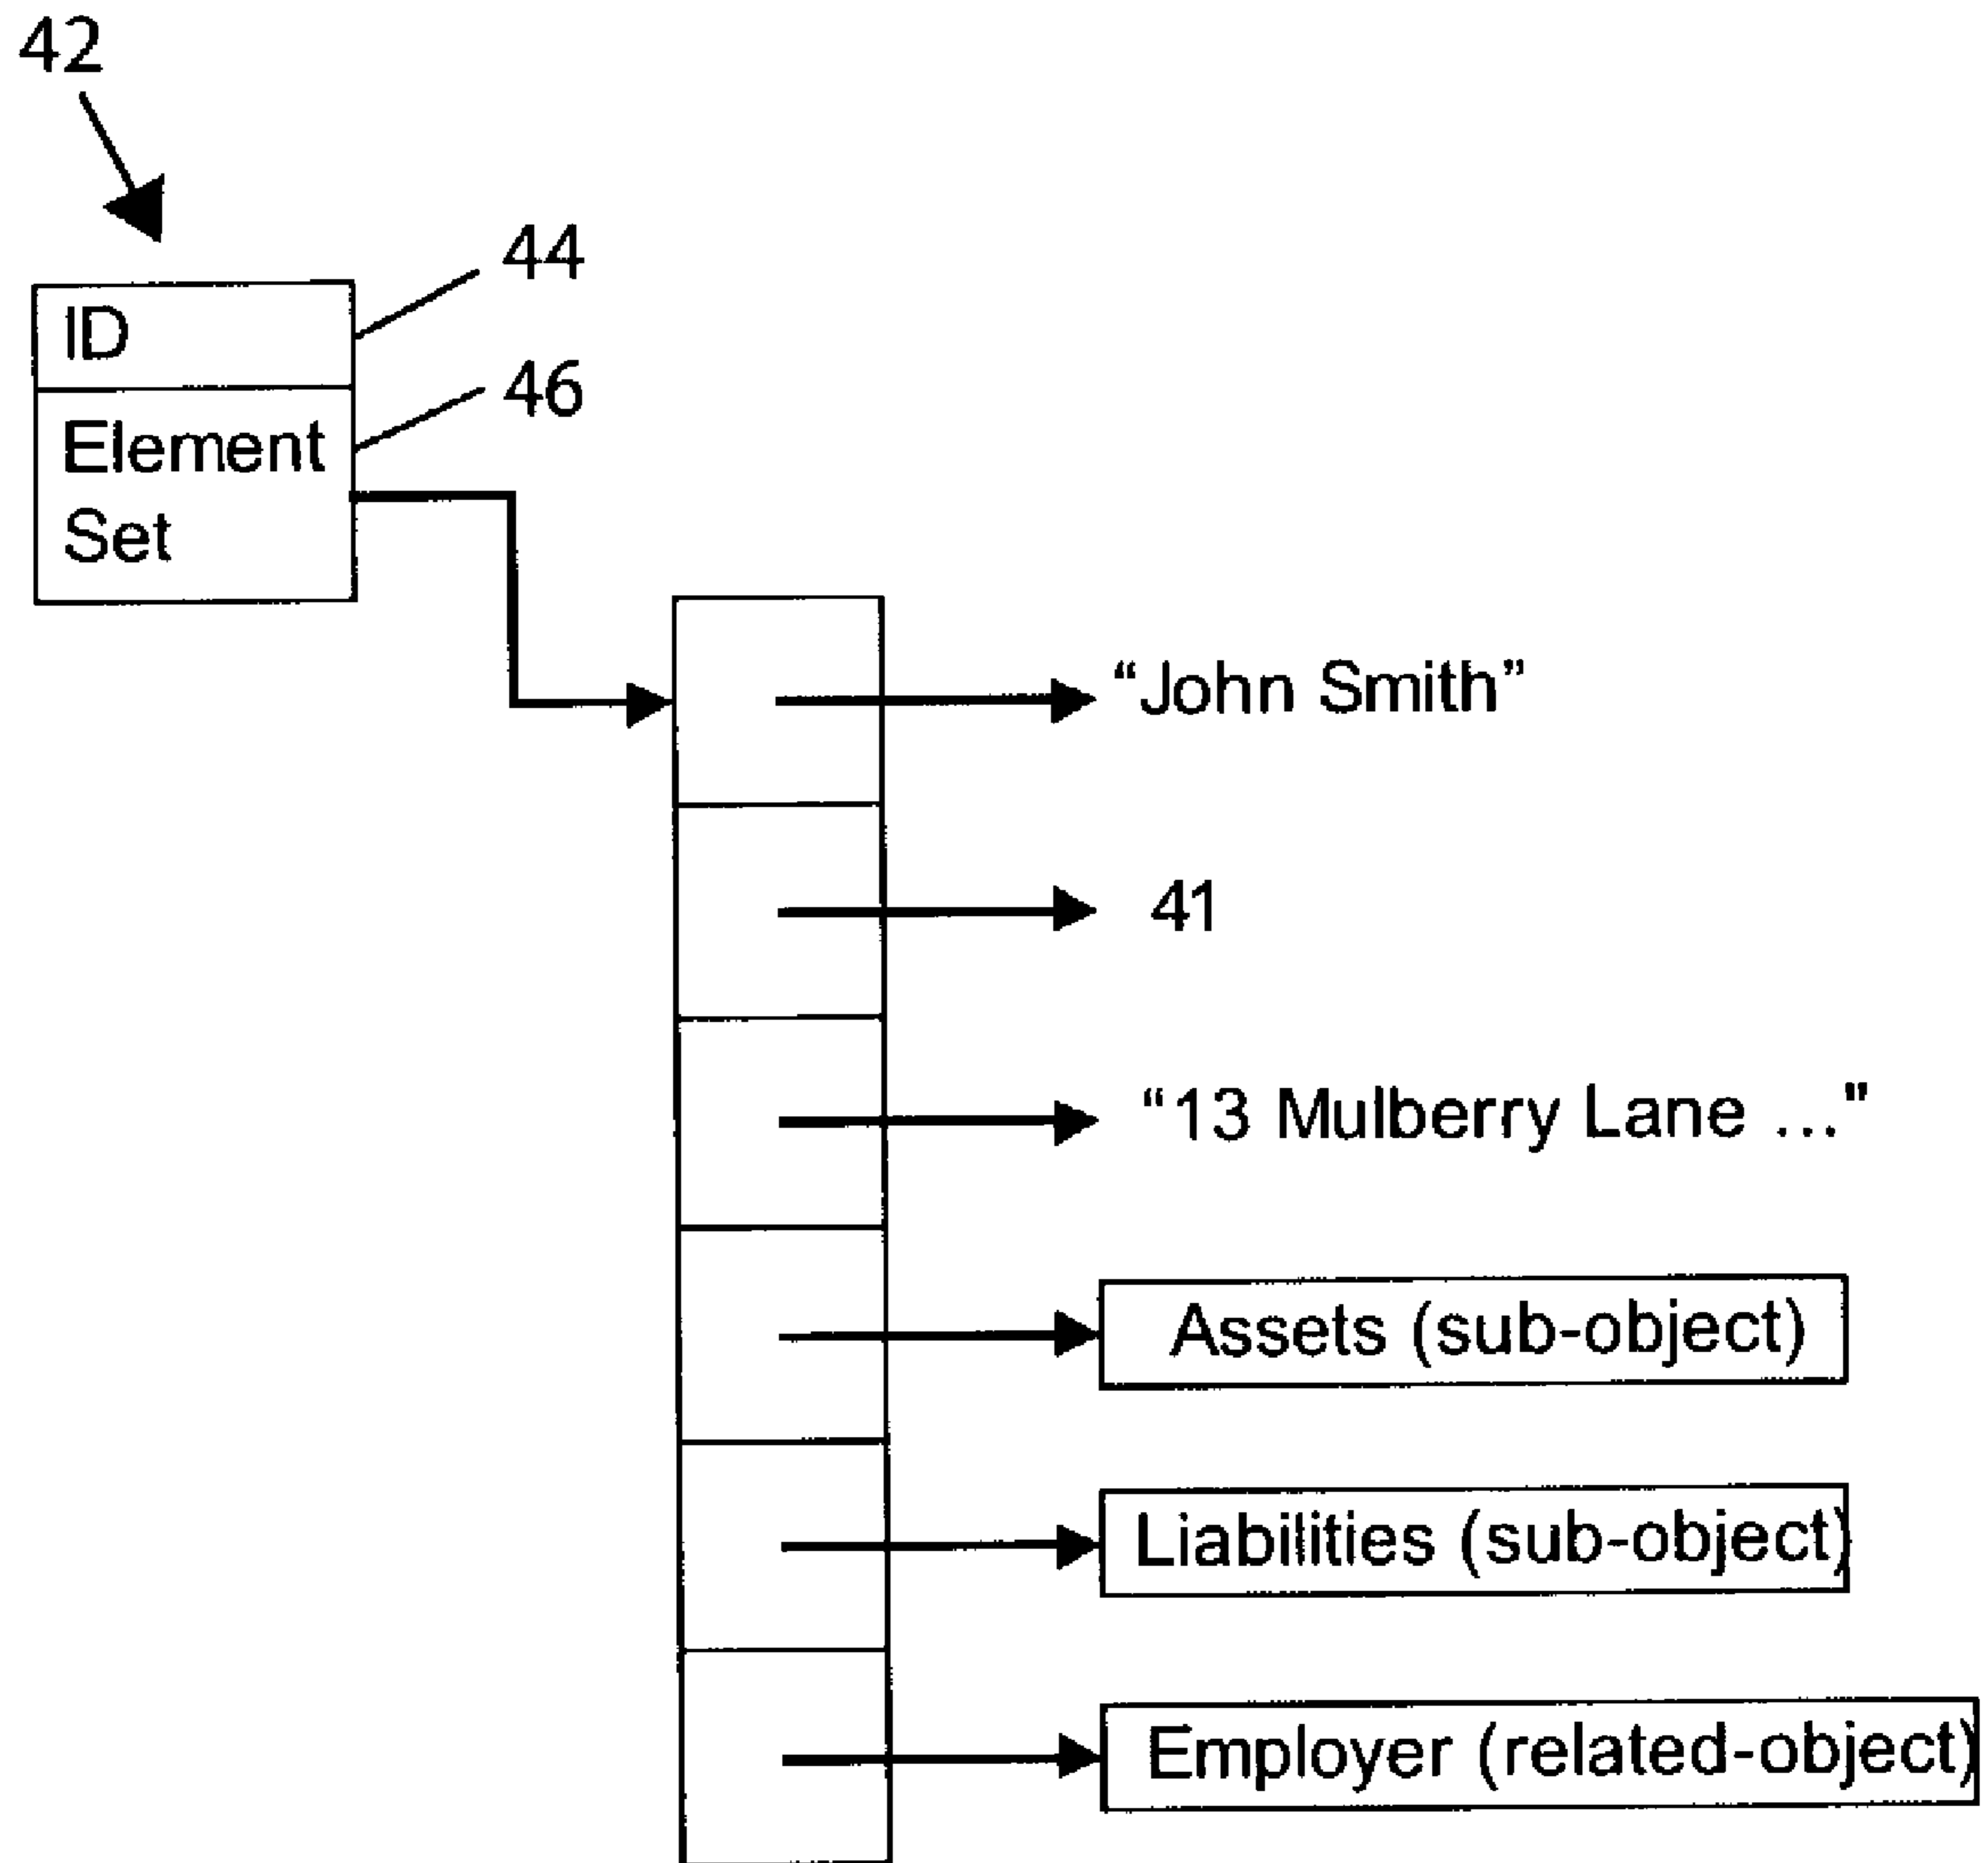 42
44
ID
46
Element
Set
“John Smith”
41
“13 Mulberry Lane ..."
Assets (sub-object)
Liabilities (sub-object)
Employer (related-object)